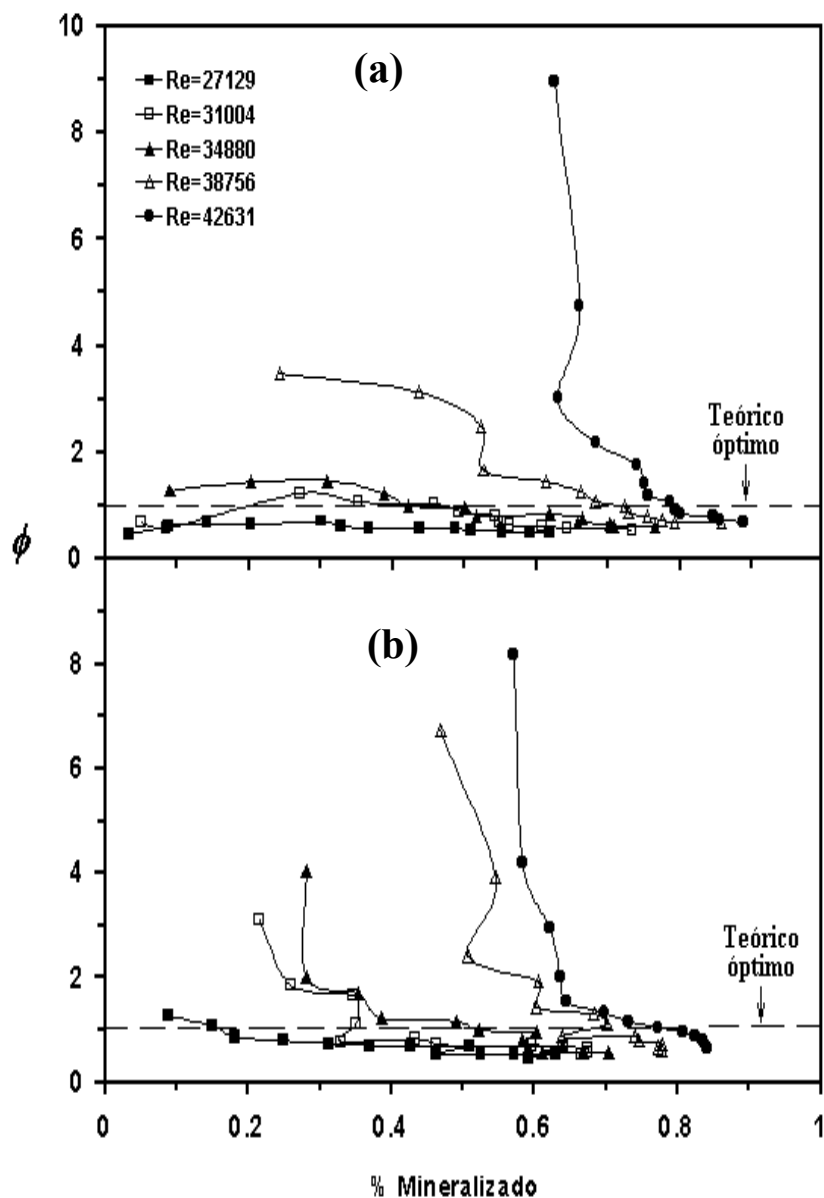 10
(a)
Re=27129
Re=31004
8
Re=34880
Re=38756
Re=42631
6
4
Teórico
óptimo
2
0
ϕ
(b)
8
6
4
Teórico
óptimo
2
0
0 0.2 0.4 0.6 0.8 1
% Mineralizado